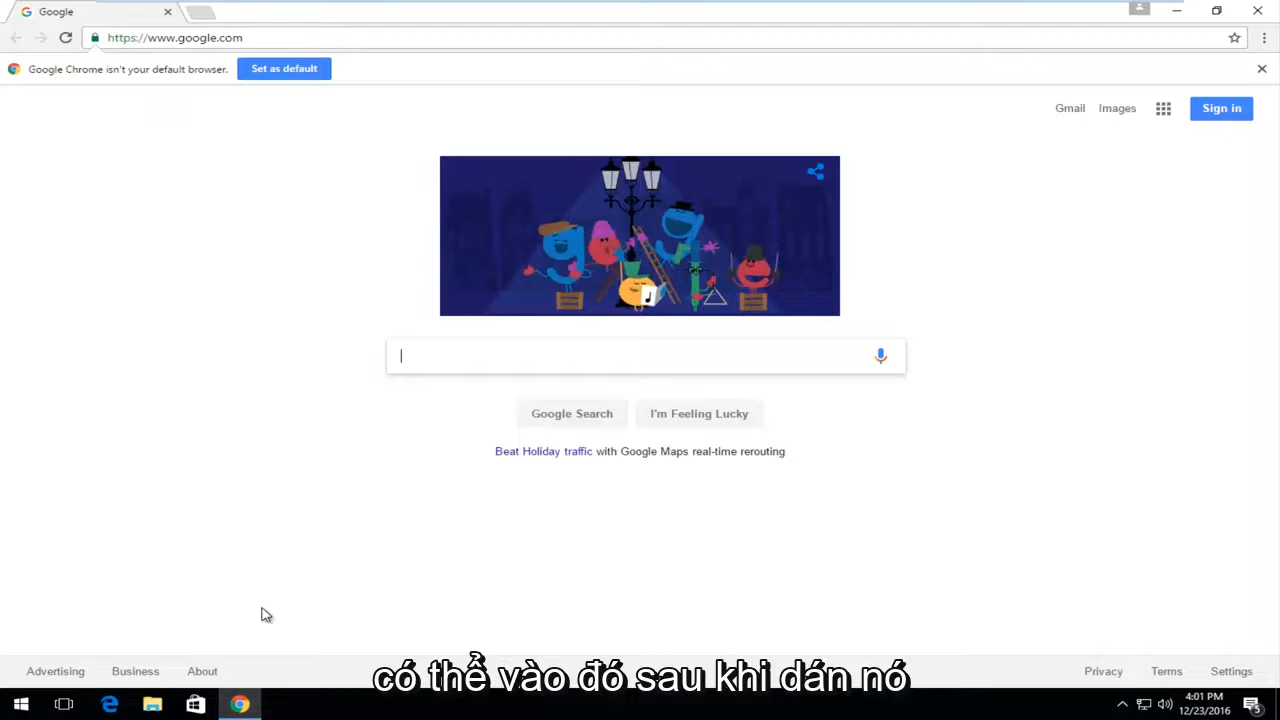 Google
https://www.google.com
Google Chrome isn't your default browser. Set as default
Gmail Images Sign in
Google Search I'm Feeling Lucky
Beat Holiday traffic with Google Maps real-time rerouting
Advertising Business About Privacy Terms Settings
có thể vào đó sau khi dán nó
4:01 PM
12/23/2016
5